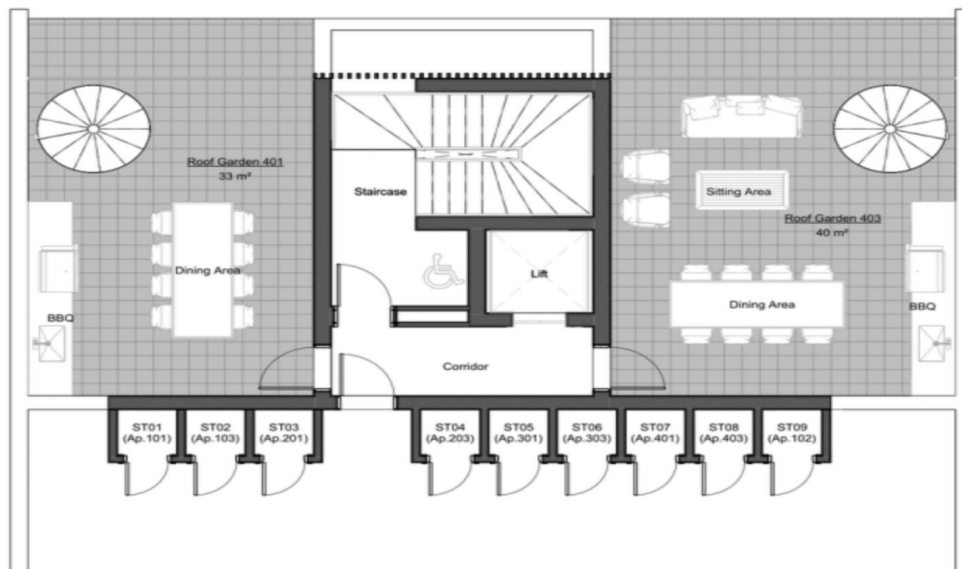 Roof Garden 401
33 m²
Staircase
Sitting Area
Roof Garden 403
40 m²
Dining Area
Lift
Dining Area
BBQ
BBQ
Corridor
ST01
(Ap.101)
ST02
(Ap.103)
ST03
(Ap.201)
ST04
(Ap.203)
ST05
(Ap.301)
ST06
(Ap.303)
ST07
(Ap.401)
ST08
(Ap.403)
ST09
(Ap.102)